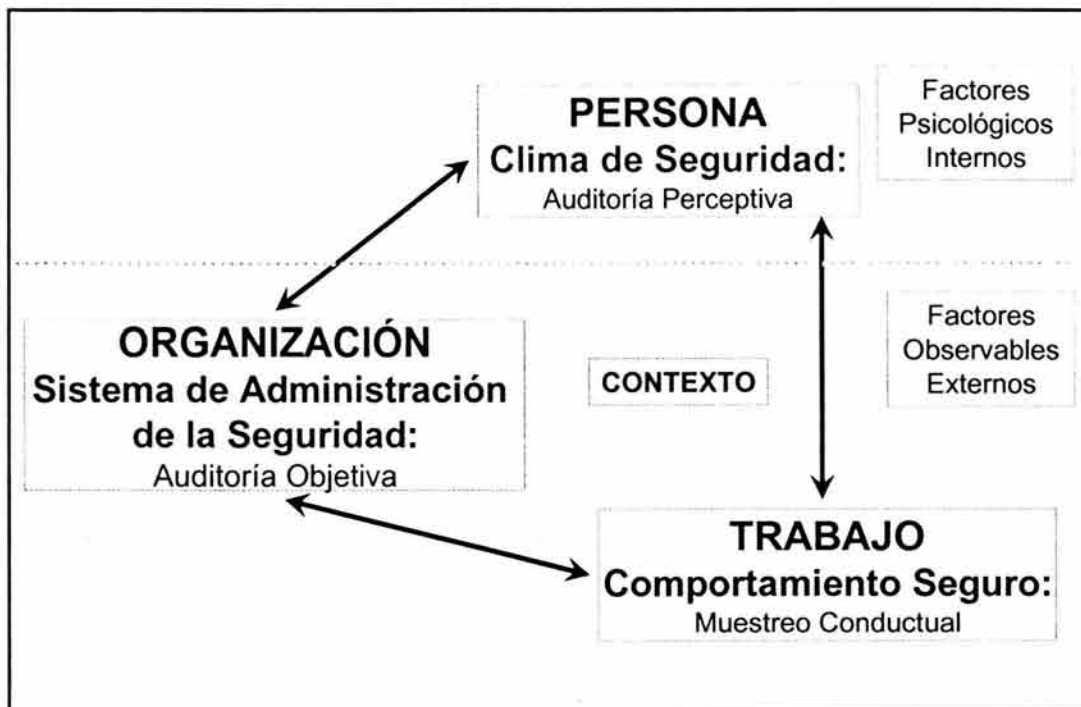 PERSONA
Clima de Seguridad:
Auditoría Perceptiva
Factores
Psicológicos
Internos
ORGANIZACIÓN
Sistema de Administración
de la Seguridad:
Auditoría Objetiva
CONTEXTO
Factores
Observables
Externos
TRABAJO
Comportamiento Seguro:
Muestreo Conductual